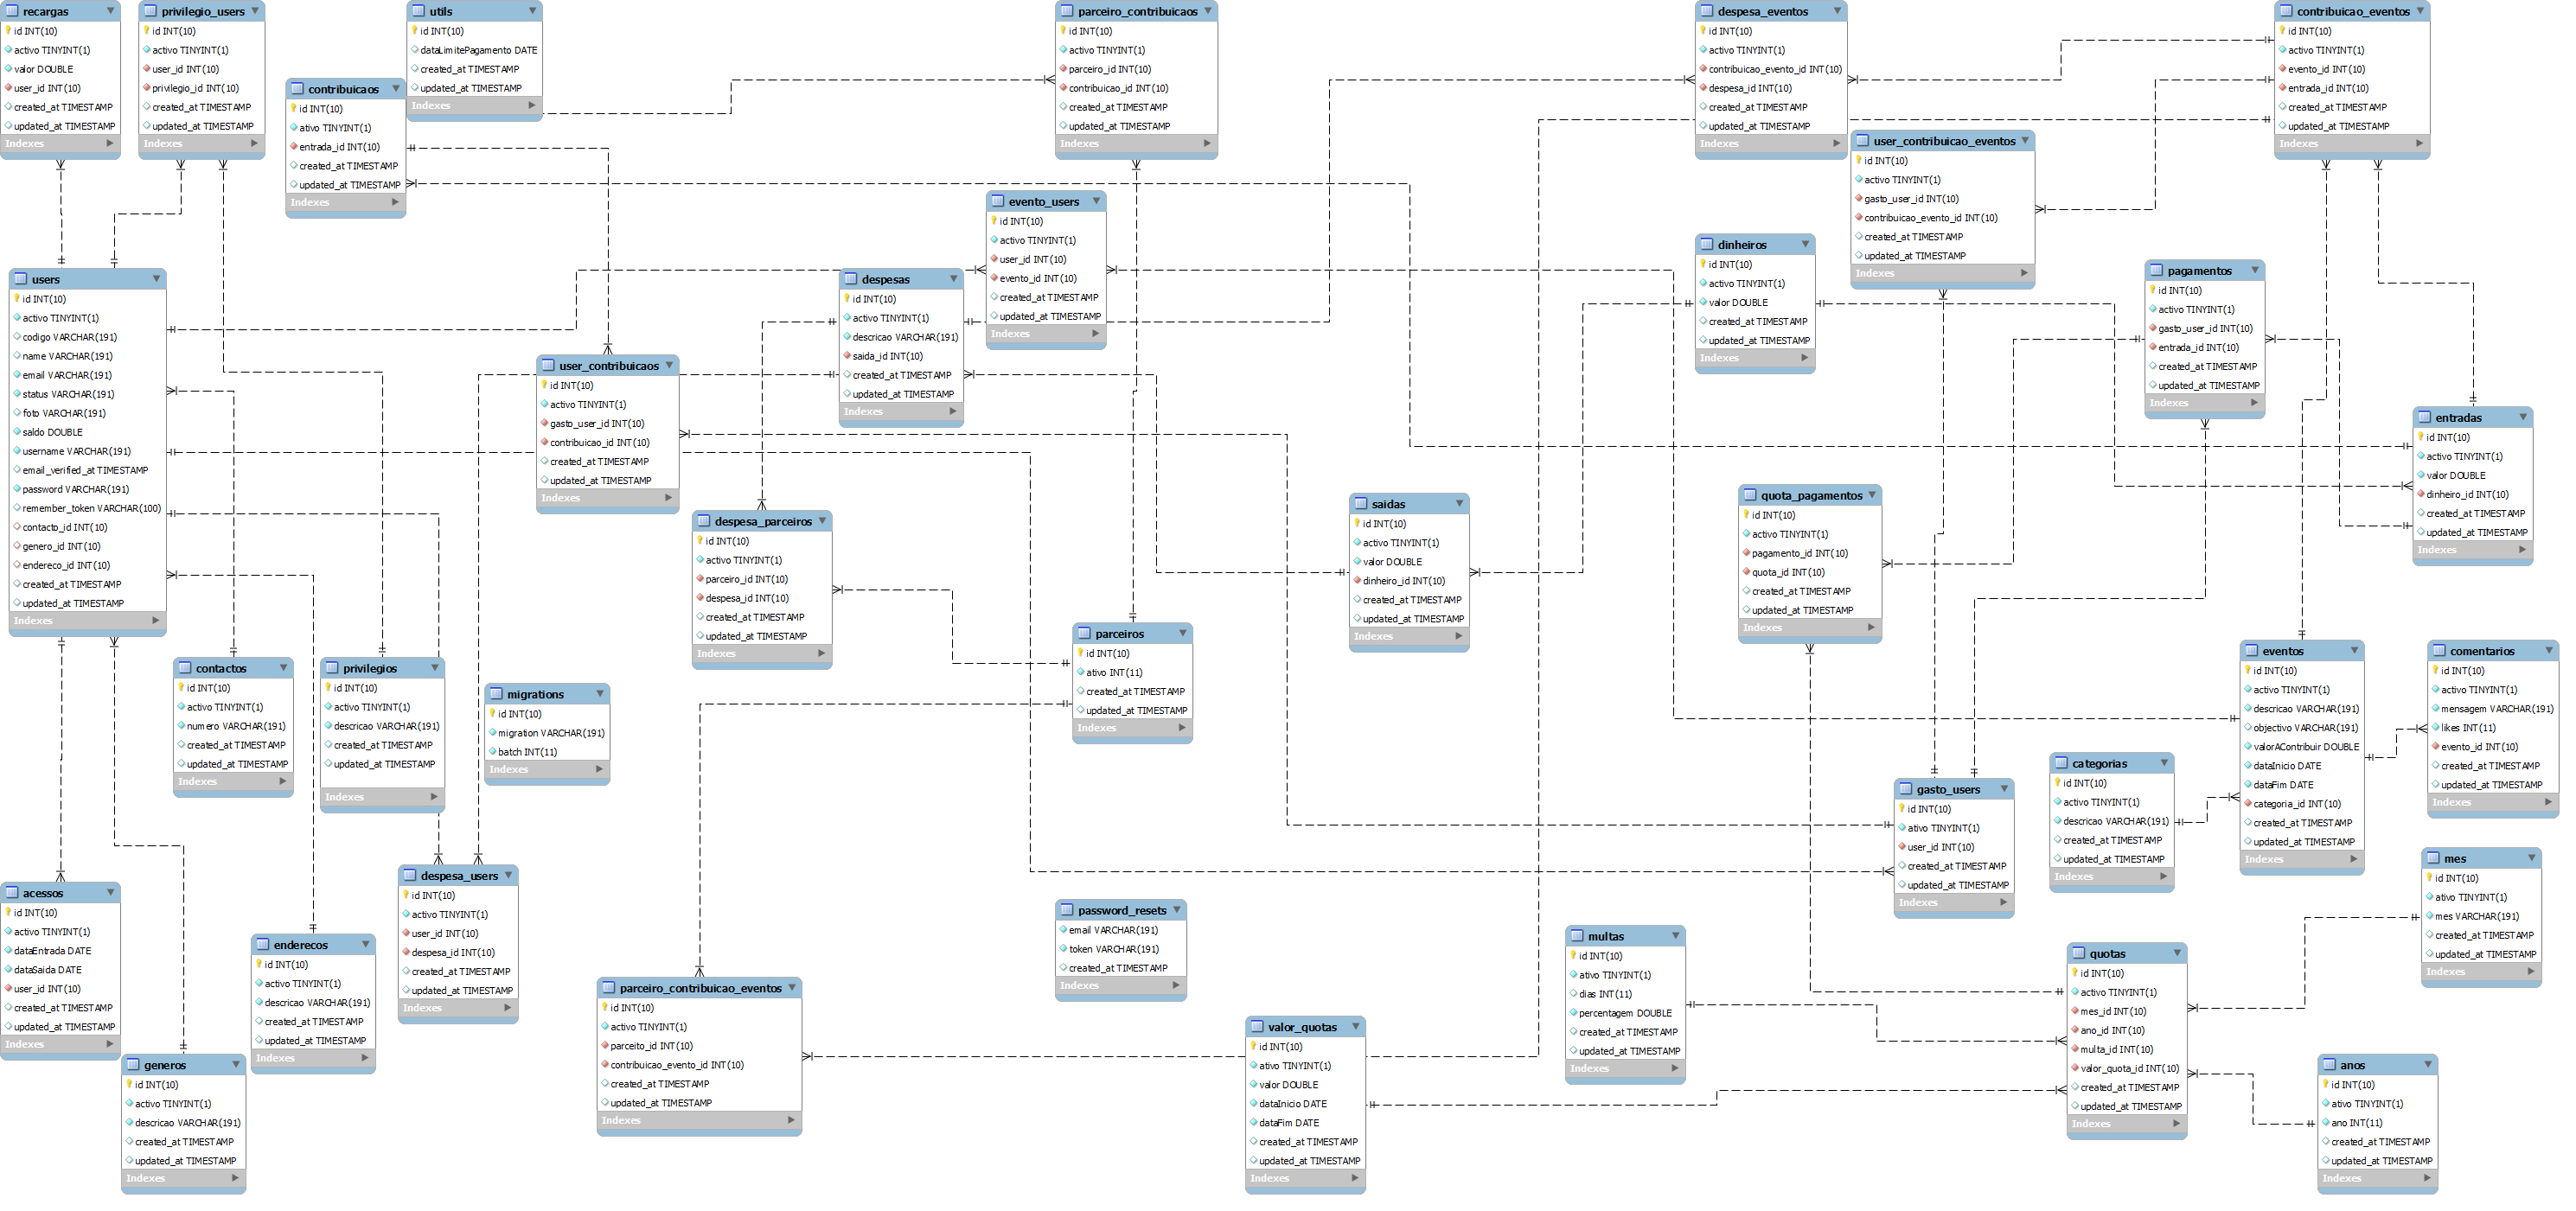 recargas
id INT(10)
activo TINYINT(1)
valor DOUBLE
user_id INT(10)
created_at TIMESTAMP
updated_at TIMESTAMP
Indexes
privilegio_users
id INT(10)
activo TINYINT(1)
user_id INT(10)
privilegio_id INT(10)
created_at TIMESTAMP
updated_at TIMESTAMP
Indexes
utils
id INT(10)
dataLimitePagamento DATE
created_at TIMESTAMP
updated_at TIMESTAMP
Indexes
contribuicaos
id INT(10)
ativo TINYINT(1)
entrada_id INT(10)
created_at TIMESTAMP
updated_at TIMESTAMP
Indexes
parceiro_contribuicaos
id INT(10)
activo TINYINT(1)
parceiro_id INT(10)
contribuicao_id INT(10)
created_at TIMESTAMP
updated_at TIMESTAMP
Indexes
despesa_eventos
id INT(10)
activo TINYINT(1)
contribuicao_evento_id INT(10)
despesa_id INT(10)
created_at TIMESTAMP
updated_at TIMESTAMP
Indexes
contribuicao_eventos
id INT(10)
activo TINYINT(1)
evento_id INT(10)
entrada_id INT(10)
created_at TIMESTAMP
updated_at TIMESTAMP
Indexes
user_contribuicao_eventos
id INT(10)
activo TINYINT(1)
gasto_user_id INT(10)
contribuicao_evento_id INT(10)
created_at TIMESTAMP
updated_at TIMESTAMP
Indexes
evento_users
id INT(10)
activo TINYINT(1)
user_id INT(10)
evento_id INT(10)
created_at TIMESTAMP
updated_at TIMESTAMP
Indexes
dinheiros
id INT(10)
activo TINYINT(1)
valor DOUBLE
created_at TIMESTAMP
updated_at TIMESTAMP
Indexes
pagamentos
id INT(10)
activo TINYINT(1)
gasto_user_id INT(10)
entrada_id INT(10)
created_at TIMESTAMP
updated_at TIMESTAMP
Indexes
users
id INT(10)
activo TINYINT(1)
codigo VARCHAR(191)
name VARCHAR(191)
email VARCHAR(191)
status VARCHAR(191)
foto VARCHAR(191)
saldo DOUBLE
username VARCHAR(191)
email_verified_at TIMESTAMP
password VARCHAR(191)
remember_token VARCHAR(100)
contacto_id INT(10)
genero_id INT(10)
endereco_id INT(10)
created_at TIMESTAMP
updated_at TIMESTAMP
Indexes
despesas
id INT(10)
activo TINYINT(1)
descricao VARCHAR(191)
saida_id INT(10)
created_at TIMESTAMP
updated_at TIMESTAMP
Indexes
user_contribuicaos
id INT(10)
activo TINYINT(1)
gasto_user_id INT(10)
contribuicao_id INT(10)
created_at TIMESTAMP
updated_at TIMESTAMP
Indexes
entradas
id INT(10)
activo TINYINT(1)
valor DOUBLE
dinheiro_id INT(10)
created_at TIMESTAMP
updated_at TIMESTAMP
Indexes
quota_pagamentos
id INT(10)
activo TINYINT(1)
pagamento_id INT(10)
quota_id INT(10)
created_at TIMESTAMP
updated_at TIMESTAMP
Indexes
saidas
id INT(10)
activo TINYINT(1)
valor DOUBLE
dinheiro_id INT(10)
created_at TIMESTAMP
updated_at TIMESTAMP
Indexes
despesa_parceiros
id INT(10)
activo TINYINT(1)
parceiro_id INT(10)
despesa_id INT(10)
created_at TIMESTAMP
updated_at TIMESTAMP
Indexes
parceiros
id INT(10)
ativo INT(11)
created_at TIMESTAMP
updated_at TIMESTAMP
Indexes
eventos
id INT(10)
activo TINYINT(1)
descricao VARCHAR(191)
objectivo VARCHAR(191)
valorAContribuir DOUBLE
dataInicio DATE
dataFim DATE
categoria_id INT(10)
created_at TIMESTAMP
updated_at TIMESTAMP
Indexes
comentarios
id INT(10)
activo TINYINT(1)
mensagem VARCHAR(191)
likes INT(11)
evento_id INT(10)
created_at TIMESTAMP
updated_at TIMESTAMP
Indexes
contactos
id INT(10)
activo TINYINT(1)
numero VARCHAR(191)
created_at TIMESTAMP
updated_at TIMESTAMP
Indexes
privilegios
id INT(10)
activo TINYINT(1)
descricao VARCHAR(191)
created_at TIMESTAMP
updated_at TIMESTAMP
Indexes
migrations
id INT(10)
migration VARCHAR(191)
batch INT(11)
Indexes
categorias
id INT(10)
activo TINYINT(1)
descricao VARCHAR(191)
created_at TIMESTAMP
updated_at TIMESTAMP
Indexes
gasto_users
id INT(10)
ativo TINYINT(1)
user_id INT(10)
created_at TIMESTAMP
updated_at TIMESTAMP
Indexes
mes
id INT(10)
ativo TINYINT(1)
mes VARCHAR(191)
created_at TIMESTAMP
updated_at TIMESTAMP
Indexes
despesa_users
id INT(10)
activo TINYINT(1)
user_id INT(10)
despesa_id INT(10)
created_at TIMESTAMP
updated_at TIMESTAMP
Indexes
acessos
id INT(10)
activo TINYINT(1)
dataEntrada DATE
dataSaida DATE
user_id INT(10)
created_at TIMESTAMP
updated_at TIMESTAMP
Indexes
password_resets
email VARCHAR(191)
token VARCHAR(191)
created_at TIMESTAMP
Indexes
multas
id INT(10)
ativo TINYINT(1)
dias INT(11)
percentagem DOUBLE
created_at TIMESTAMP
updated_at TIMESTAMP
Indexes
enderecos
id INT(10)
activo TINYINT(1)
descricao VARCHAR(191)
created_at TIMESTAMP
updated_at TIMESTAMP
Indexes
quotas
id INT(10)
activo TINYINT(1)
mes_id INT(10)
ano_id INT(10)
multa_id INT(10)
valor_quota_id INT(10)
created_at TIMESTAMP
updated_at TIMESTAMP
Indexes
parceiro_contribuicao_eventos
id INT(10)
activo TINYINT(1)
parceito_id INT(10)
contribuicao_evento_id INT(10)
created_at TIMESTAMP
updated_at TIMESTAMP
Indexes
valor_quotas
id INT(10)
ativo TINYINT(1)
valor DOUBLE
dataInicio DATE
dataFim DATE
created_at TIMESTAMP
updated_at TIMESTAMP
Indexes
generos
id INT(10)
activo TINYINT(1)
descricao VARCHAR(191)
created_at TIMESTAMP
updated_at TIMESTAMP
Indexes
anos
id INT(10)
ativo TINYINT(1)
ano INT(11)
created_at TIMESTAMP
updated_at TIMESTAMP
Indexes